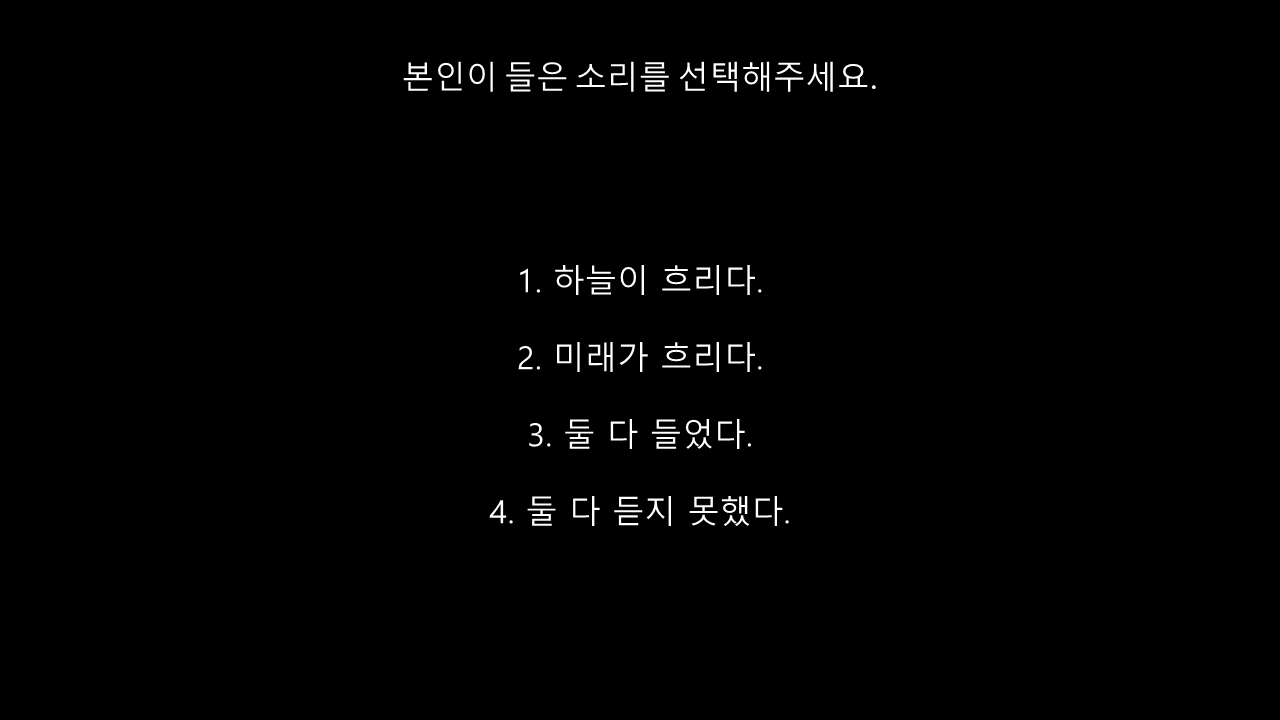 본인이 들은 소리를 선택해주세요.
1. 하늘이 흐리다.
2. 미래가 흐리다.
3. 둘 다 들었다.
4. 둘 다 듣지 못했다.